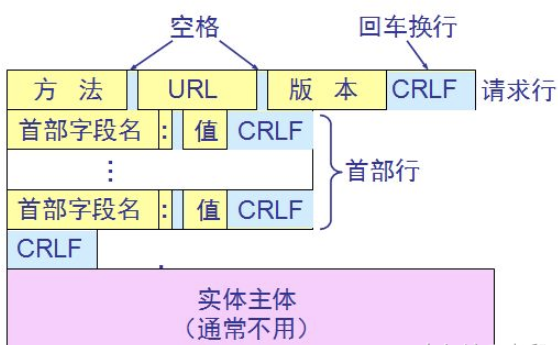 空格 回车换行
方 法 URL 版 本 CRLF 请求行
首部字段名 : 值 CRLF
⋮ 首部行
首部字段名 : 值 CRLF
CRLF
实体主体
（通常不用）